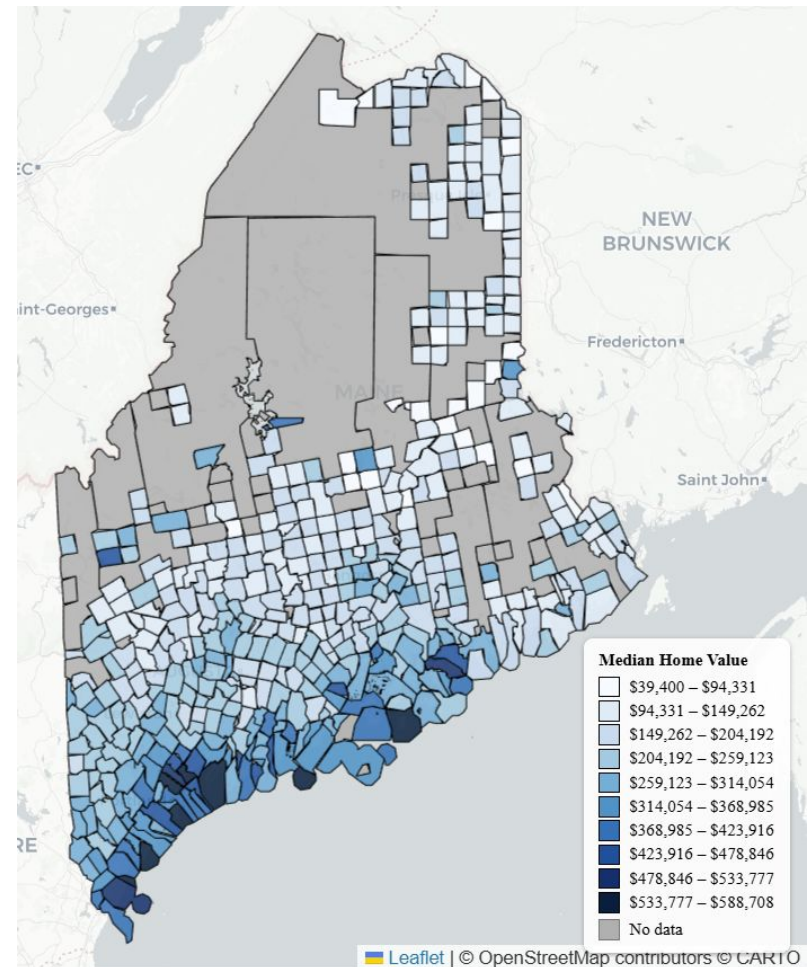 EC
NEW
BRUNSWICK
int-Georges
Fredericton
MAINE
Saint John
RE
Median Home Value
$39,400 – $94,331
$94,331 – $149,262
$149,262 – $204,192
$204,192 – $259,123
$259,123 – $314,054
$314,054 – $368,985
$368,985 – $423,916
$423,916 – $478,846
$478,846 – $533,777
$533,777 – $588,708
No data
Leaflet | © OpenStreetMap contributors © CARTO